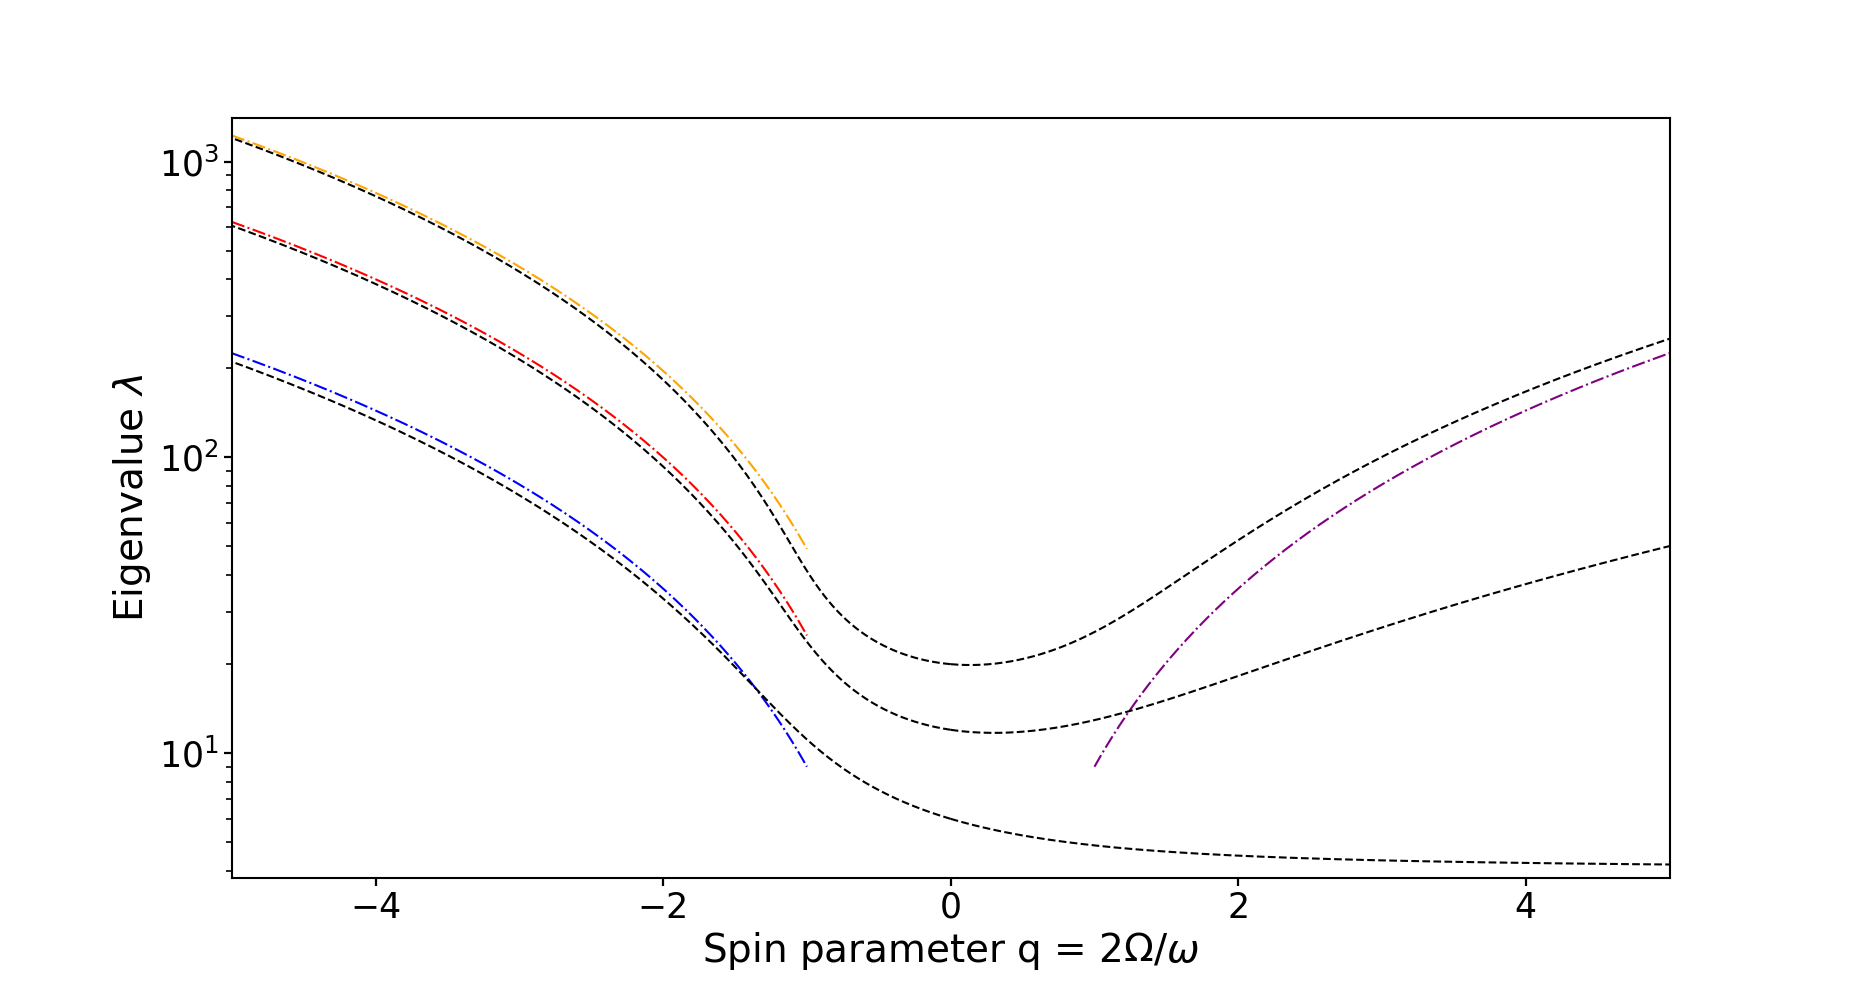 10³
10²
10¹
Eigenvalue λ
−4 −2 0 2 4
Spin parameter q = 2Ω/ω